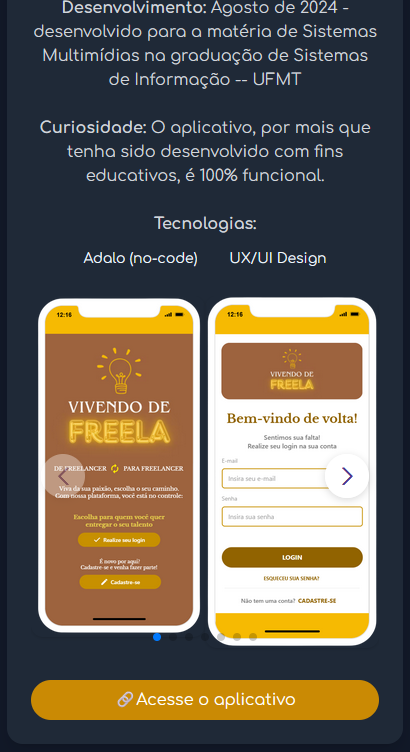 Desenvolvimento: Agosto de 2024 -
desenvolvido para a matéria de Sistemas
Multimídias na graduação de Sistemas
de Informação -- UFMT
Curiosidade: O aplicativo, por mais que
tenha sido desenvolvido com fins
educativos, é 100% funcional.
Tecnologias:
Adalo (no-code) UX/UI Design
12:16
VIVENDO DE
FREELA
DE FREELANCER PARA FREELANCER
Viva da sua paixão, escolha o seu caminho.
Com nossa plataforma, você está no controle:
Escolha para quem você quer
entregar o seu talento
Realize seu login
É novo por aqui?
Cadastre-se e venha fazer parte!
Cadastre-se
12:16
VIVENDO DE
FREELA
Bem-vindo de volta!
Sentimos sua falta!
Realize seu login na sua conta
E-mail
Insira seu e-mail
Senha
Insira sua senha
LOGIN
ESQUECEU SUA SENHA?
Não tem uma conta? CADASTRE-SE
Acesse o aplicativo